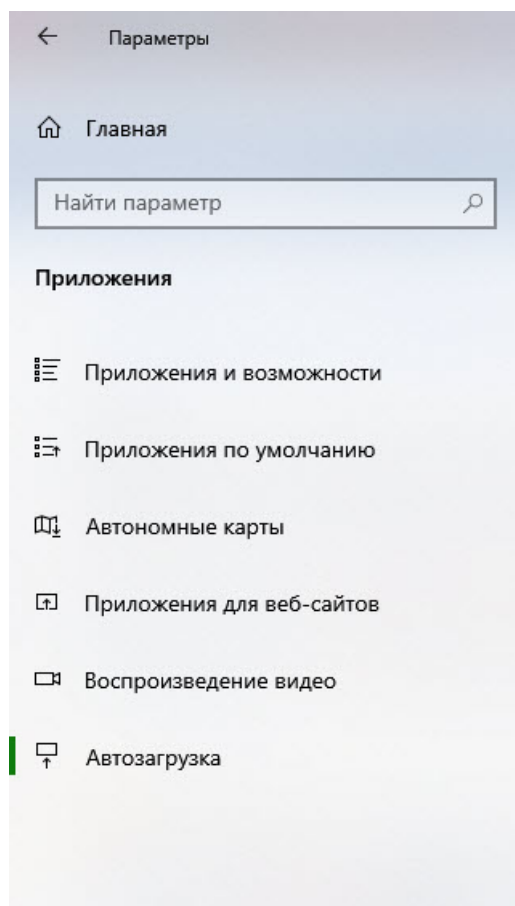 Параметры
Главная
Найти параметр
Приложения
Приложения и возможности
Приложения по умолчанию
Автономные карты
Приложения для веб-сайтов
Воспроизведение видео
Автозагрузка